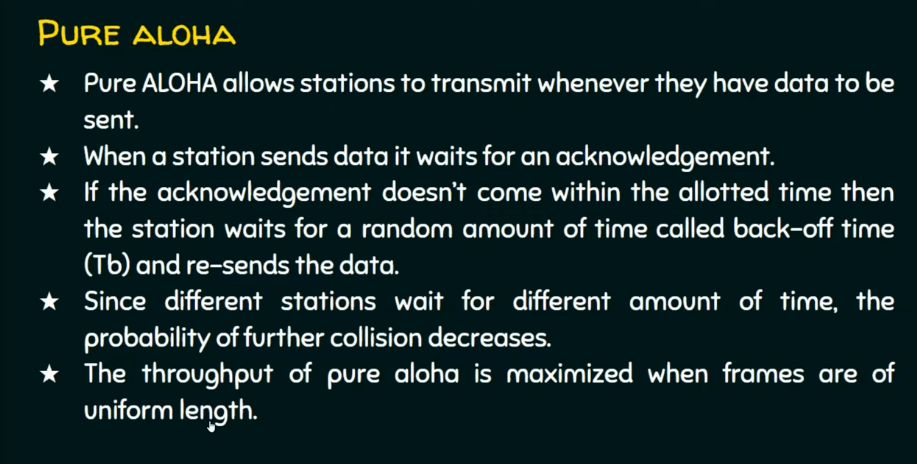 PURE ALOHA
★ Pure ALOHA allows stations to transmit whenever they have data to be
sent.
★ When a station sends data it waits for an acknowledgement.
★ If the acknowledgement doesn't come within the allotted time then
the station waits for a random amount of time called back-off time
(Tb) and re-sends the data.
★ Since different stations wait for different amount of time, the
probability of further collision decreases.
★ The throughput of pure aloha is maximized when frames are of
uniform length.